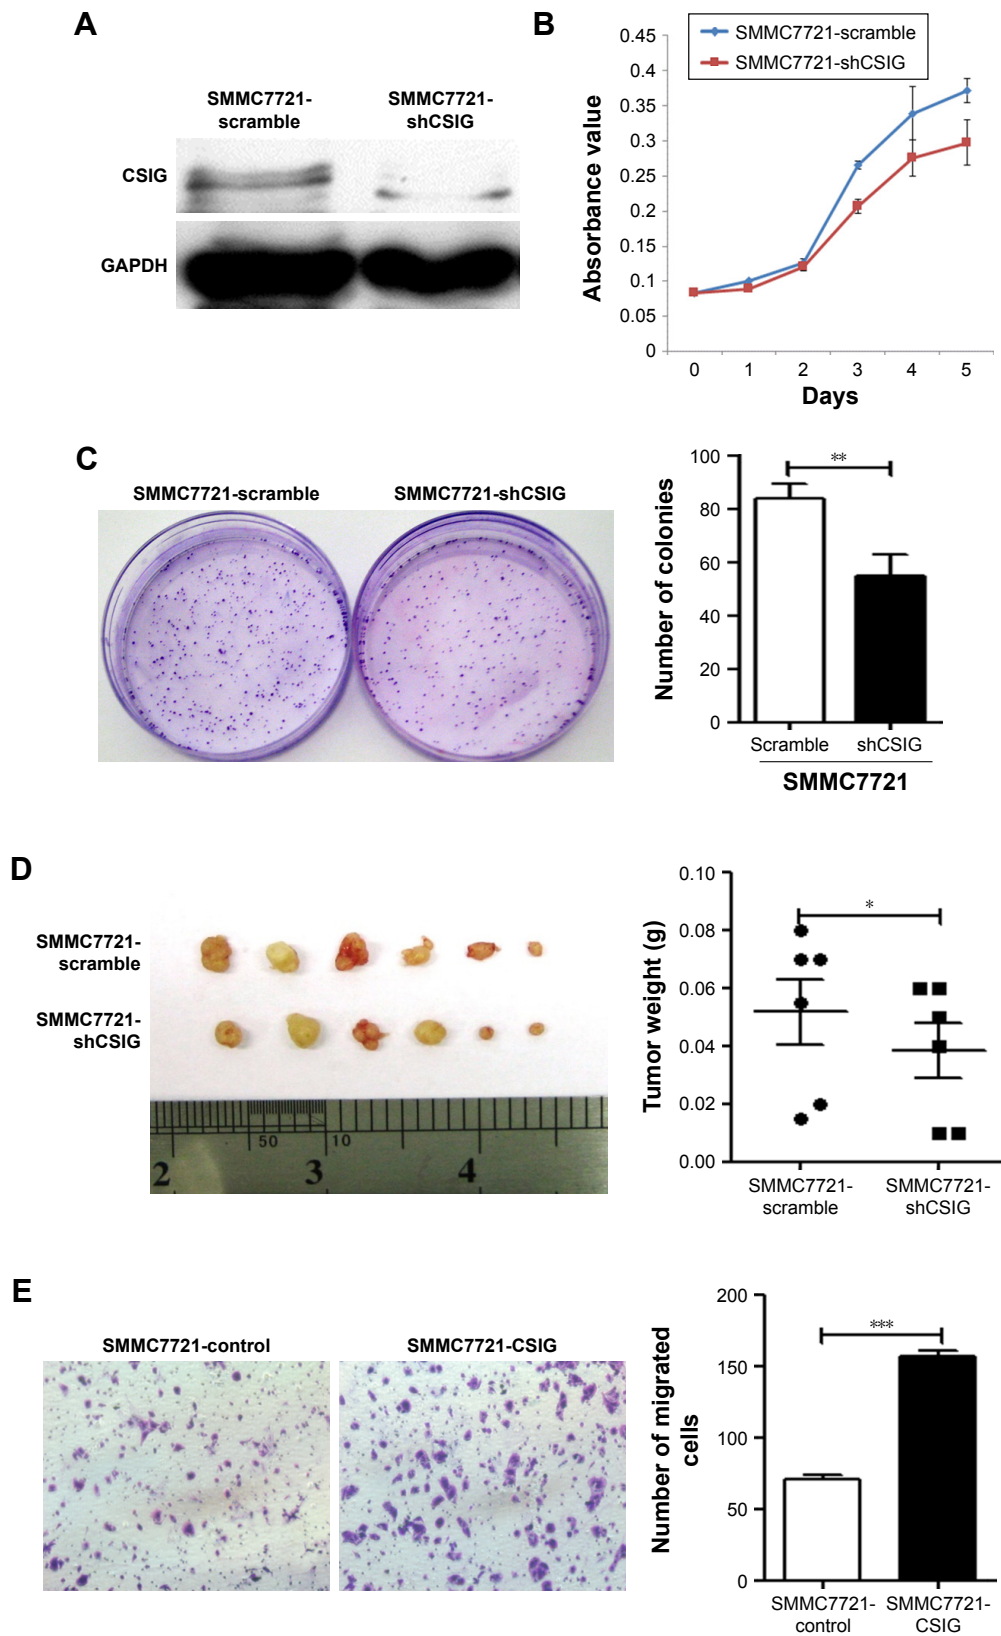 A
SMMC7721-
scramble
SMMC7721-
shCSIG
CSIG
GAPDH
B
SMMC7721-scramble
SMMC7721-shCSIG
Absorbance value
0.45
0.4
0.35
0.3
0.25
0.2
0.15
0.1
0.05
0
0 1 2 3 4 5
Days
C
SMMC7721-scramble
SMMC7721-shCSIG
Number of colonies
100
80
60
40
20
0
**
Scramble
shCSIG
SMMC7721
D
SMMC7721-
scramble
SMMC7721-
shCSIG
50
10
2
3
4
Tumor weight (g)
0.10
0.08
0.06
0.04
0.02
0.00
*
SMMC7721-
scramble
SMMC7721-
shCSIG
E
SMMC7721-control
SMMC7721-CSIG
Number of migrated
cells
200
150
100
50
0
***
SMMC7721-
control
SMMC7721-
CSIG